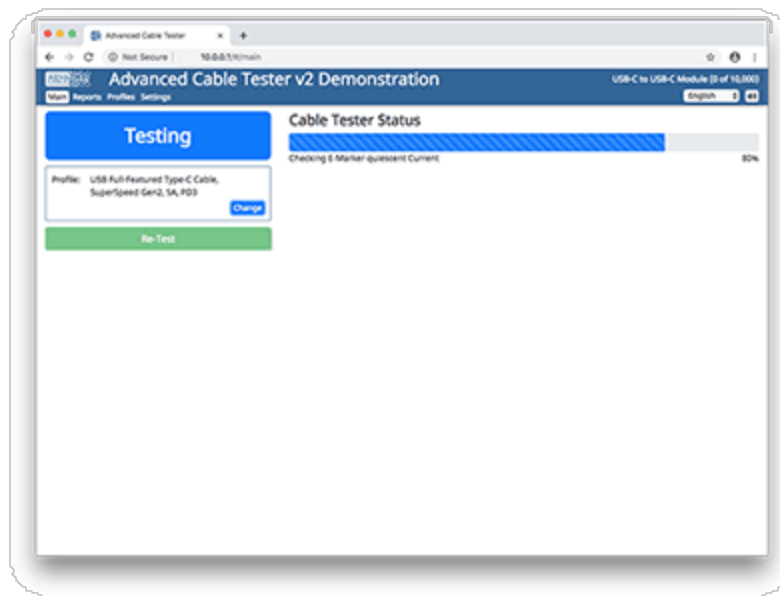 Advanced Cable Tester
Not Secure 10.0.0.1/#/main
Advanced Cable Tester v2 Demonstration
USB-C to USB-C Module (0 of 10,000)
Main Reports Profiles Settings
English
Testing
Cable Tester Status
Checking E-Marker quiescent Current
80%
Profile: USB Full-Featured Type-C Cable,
SuperSpeed Gen2, 5A, PD3
Change
Re-Test